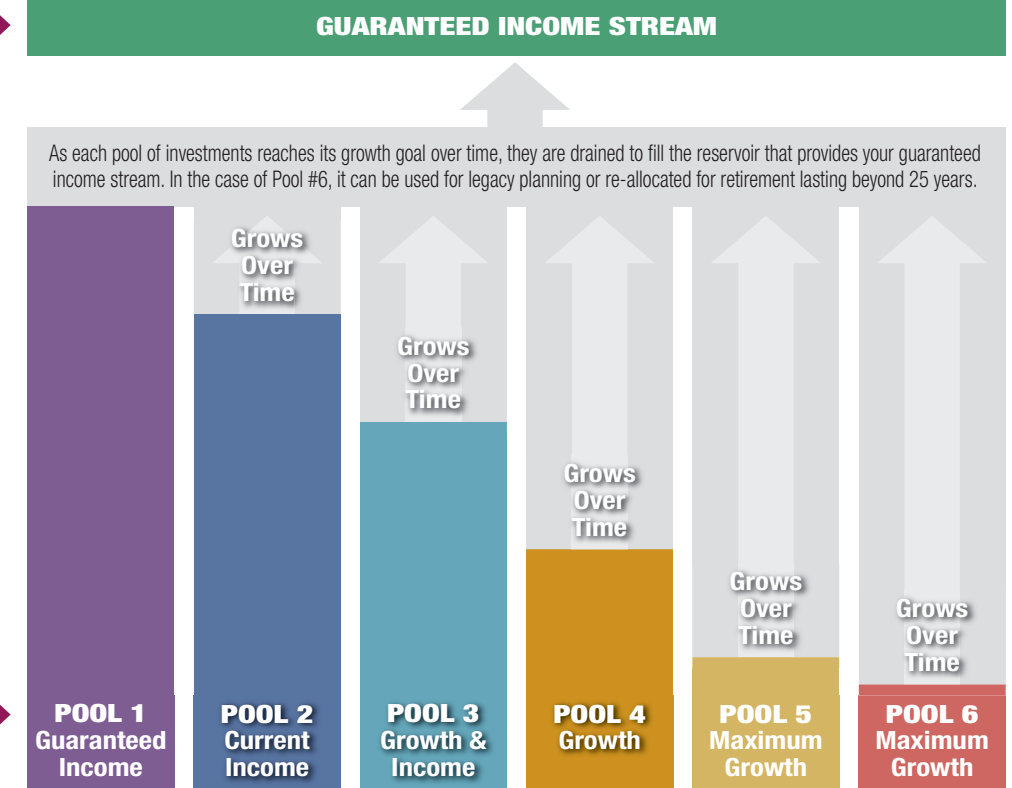 GUARANTEED INCOME STREAM
As each pool of investments reaches its growth goal over time, they are drained to fill the reservoir that provides your guaranteed
income stream. In the case of Pool #6, it can be used for legacy planning or re-allocated for retirement lasting beyond 25 years.
Grows
Over
Time
Grows
Over
Time
Grows
Over
Time
Grows
Over
Time
Grows
Over
Time
POOL 1
Guaranteed
Income
POOL 2
Current
Income
POOL 3
Growth &
Income
POOL 4
Growth
POOL 5
Maximum
Growth
POOL 6
Maximum
Growth